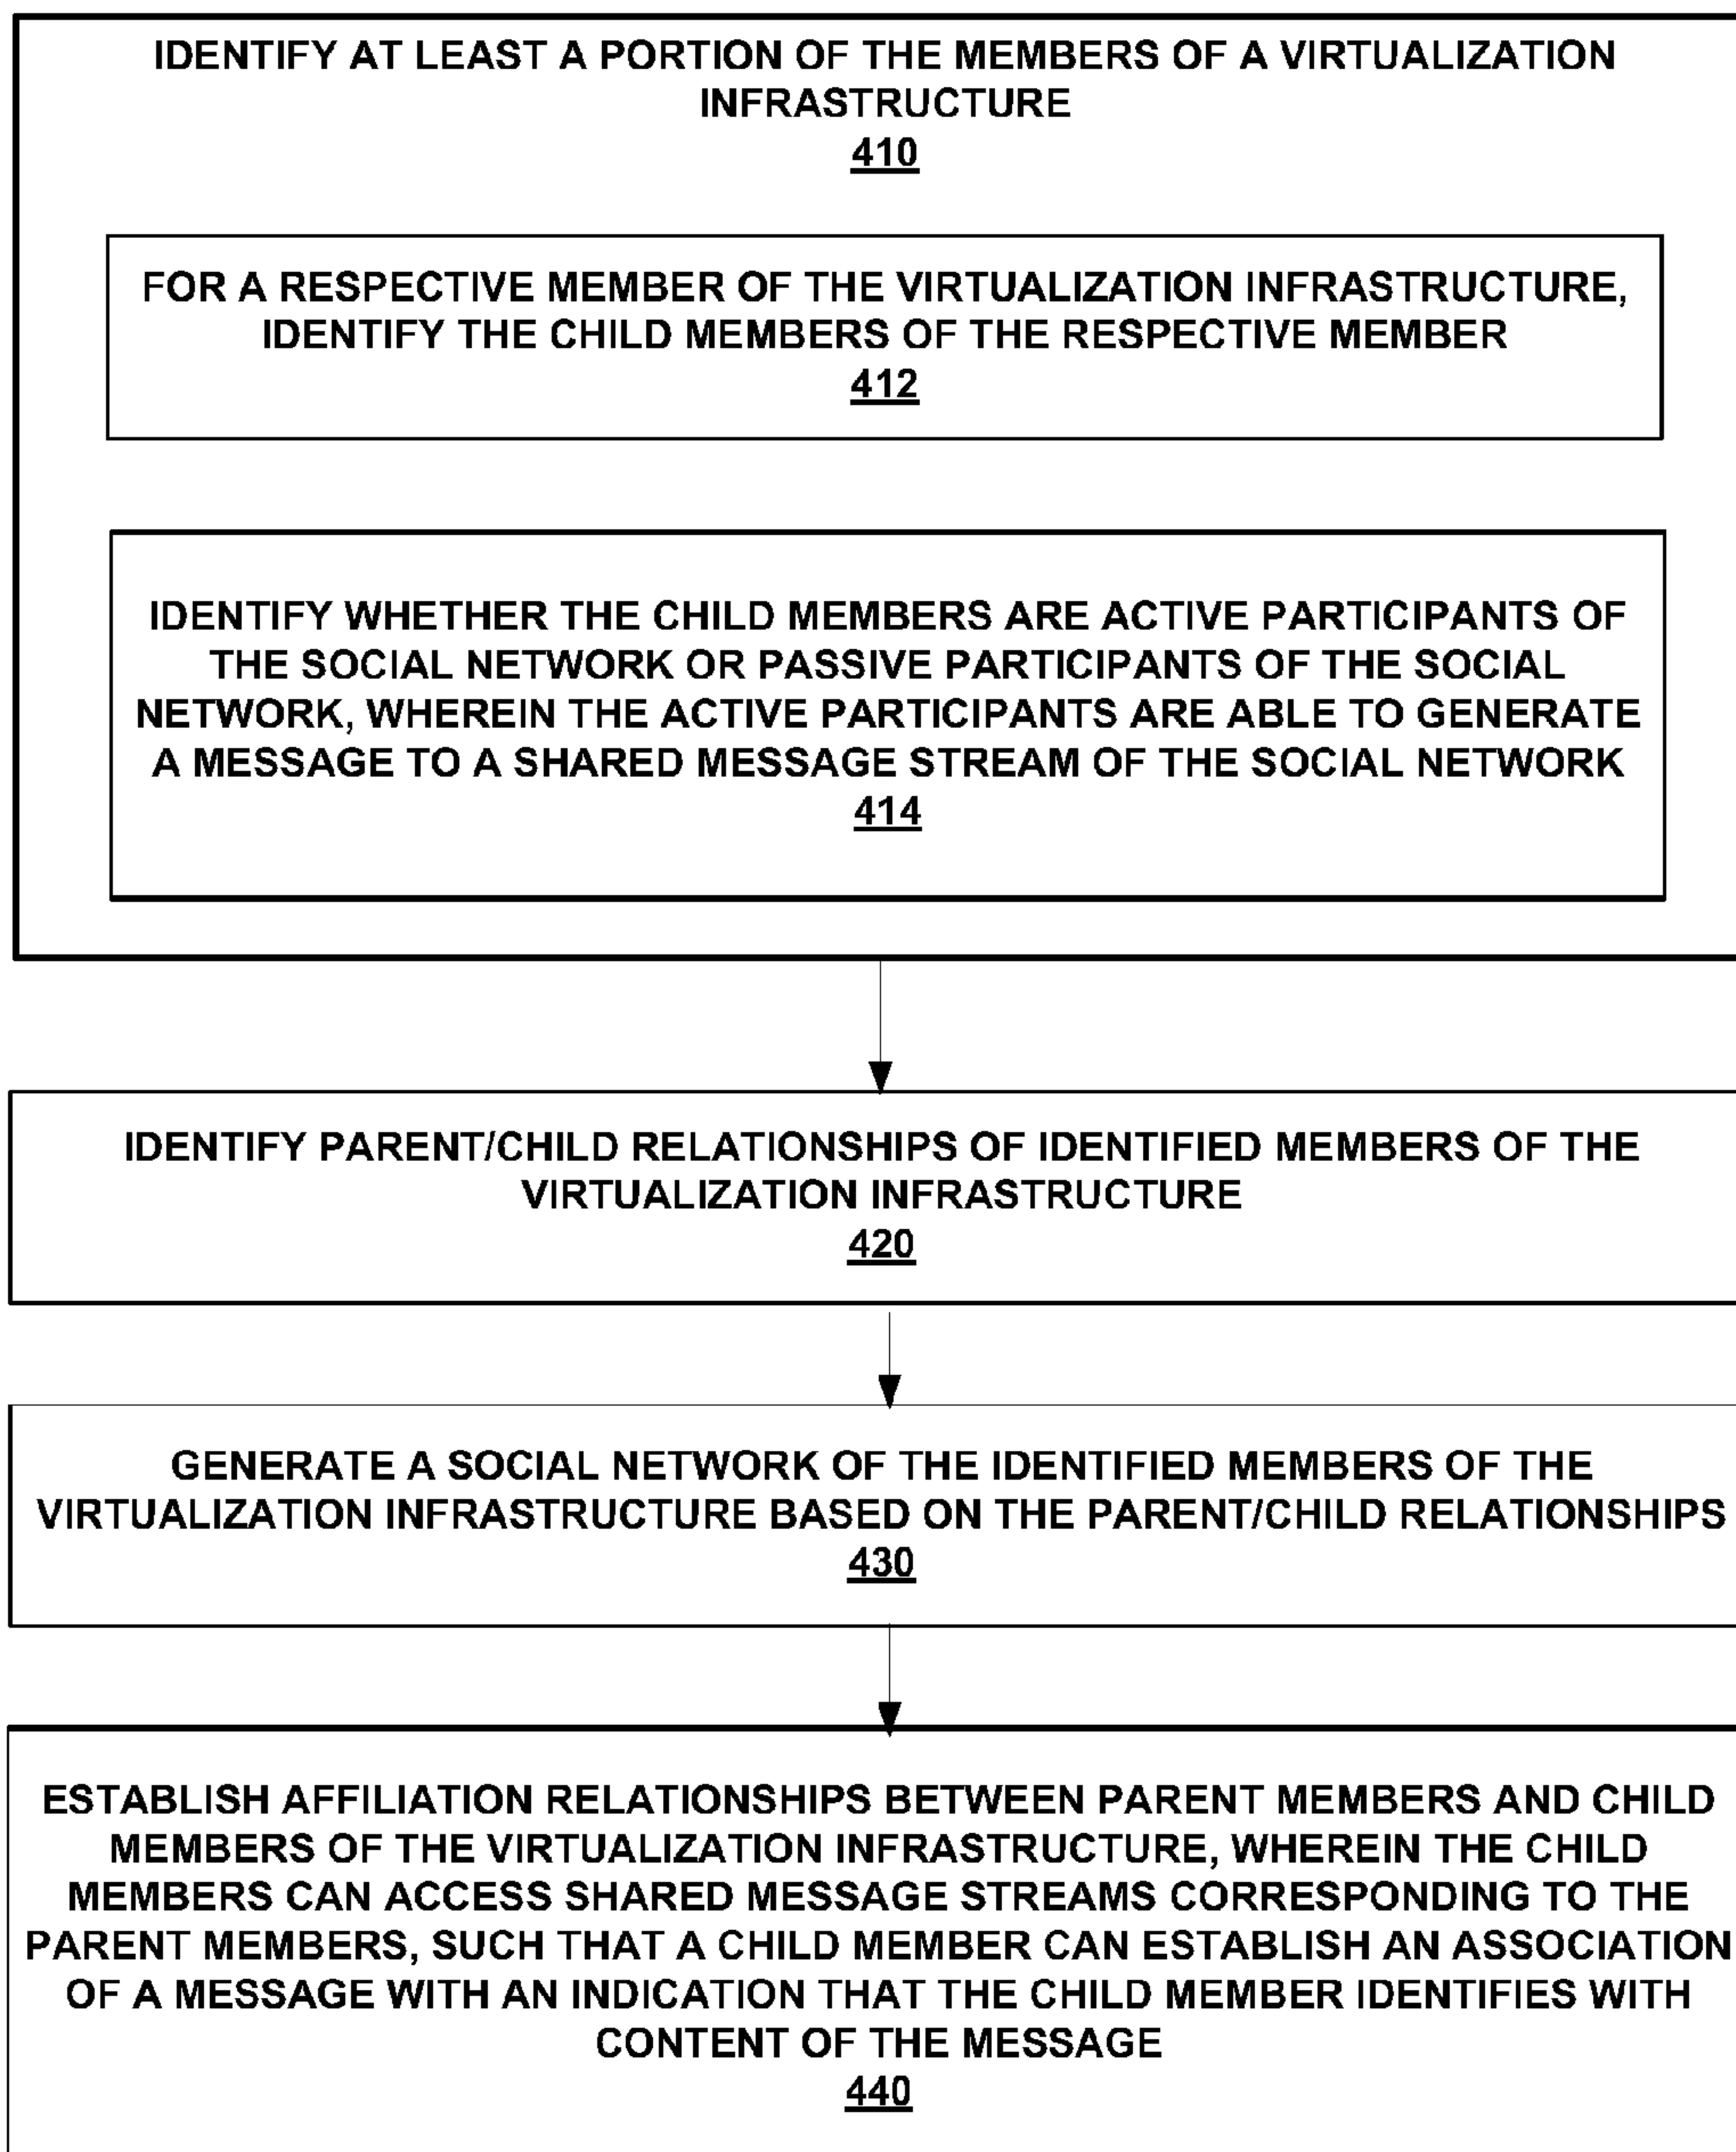 IDENTIFY AT LEAST A PORTION OF THE MEMBERS OF A VIRTUALIZATION
INFRASTRUCTURE
410
FOR A RESPECTIVE MEMBER OF THE VIRTUALIZATION INFRASTRUCTURE,
IDENTIFY THE CHILD MEMBERS OF THE RESPECTIVE MEMBER
412
IDENTIFY WHETHER THE CHILD MEMBERS ARE ACTIVE PARTICIPANTS OF
THE SOCIAL NETWORK OR PASSIVE PARTICIPANTS OF THE SOCIAL
NETWORK, WHEREIN THE ACTIVE PARTICIPANTS ARE ABLE TO GENERATE
A MESSAGE TO A SHARED MESSAGE STREAM OF THE SOCIAL NETWORK
414
IDENTIFY PARENT/CHILD RELATIONSHIPS OF IDENTIFIED MEMBERS OF THE
VIRTUALIZATION INFRASTRUCTURE
420
GENERATE A SOCIAL NETWORK OF THE IDENTIFIED MEMBERS OF THE
VIRTUALIZATION INFRASTRUCTURE BASED ON THE PARENT/CHILD RELATIONSHIPS
430
ESTABLISH AFFILIATION RELATIONSHIPS BETWEEN PARENT MEMBERS AND CHILD
MEMBERS OF THE VIRTUALIZATION INFRASTRUCTURE, WHEREIN THE CHILD
MEMBERS CAN ACCESS SHARED MESSAGE STREAMS CORRESPONDING TO THE
PARENT MEMBERS, SUCH THAT A CHILD MEMBER CAN ESTABLISH AN ASSOCIATION
OF A MESSAGE WITH AN INDICATION THAT THE CHILD MEMBER IDENTIFIES WITH
CONTENT OF THE MESSAGE
440